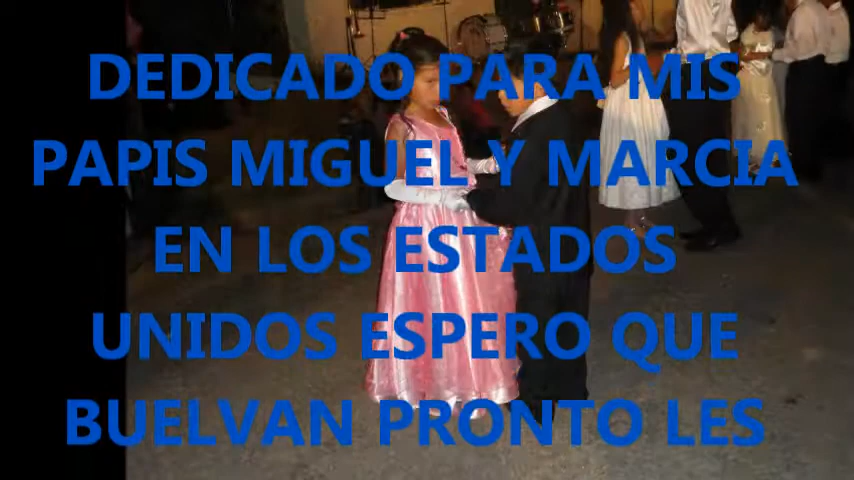 DEDICADO PARA MIS
PAPIS MIGUEL Y MARCIA
EN LOS ESTADOS
UNIDOS ESPERO QUE
BUELVAN PRONTO LES